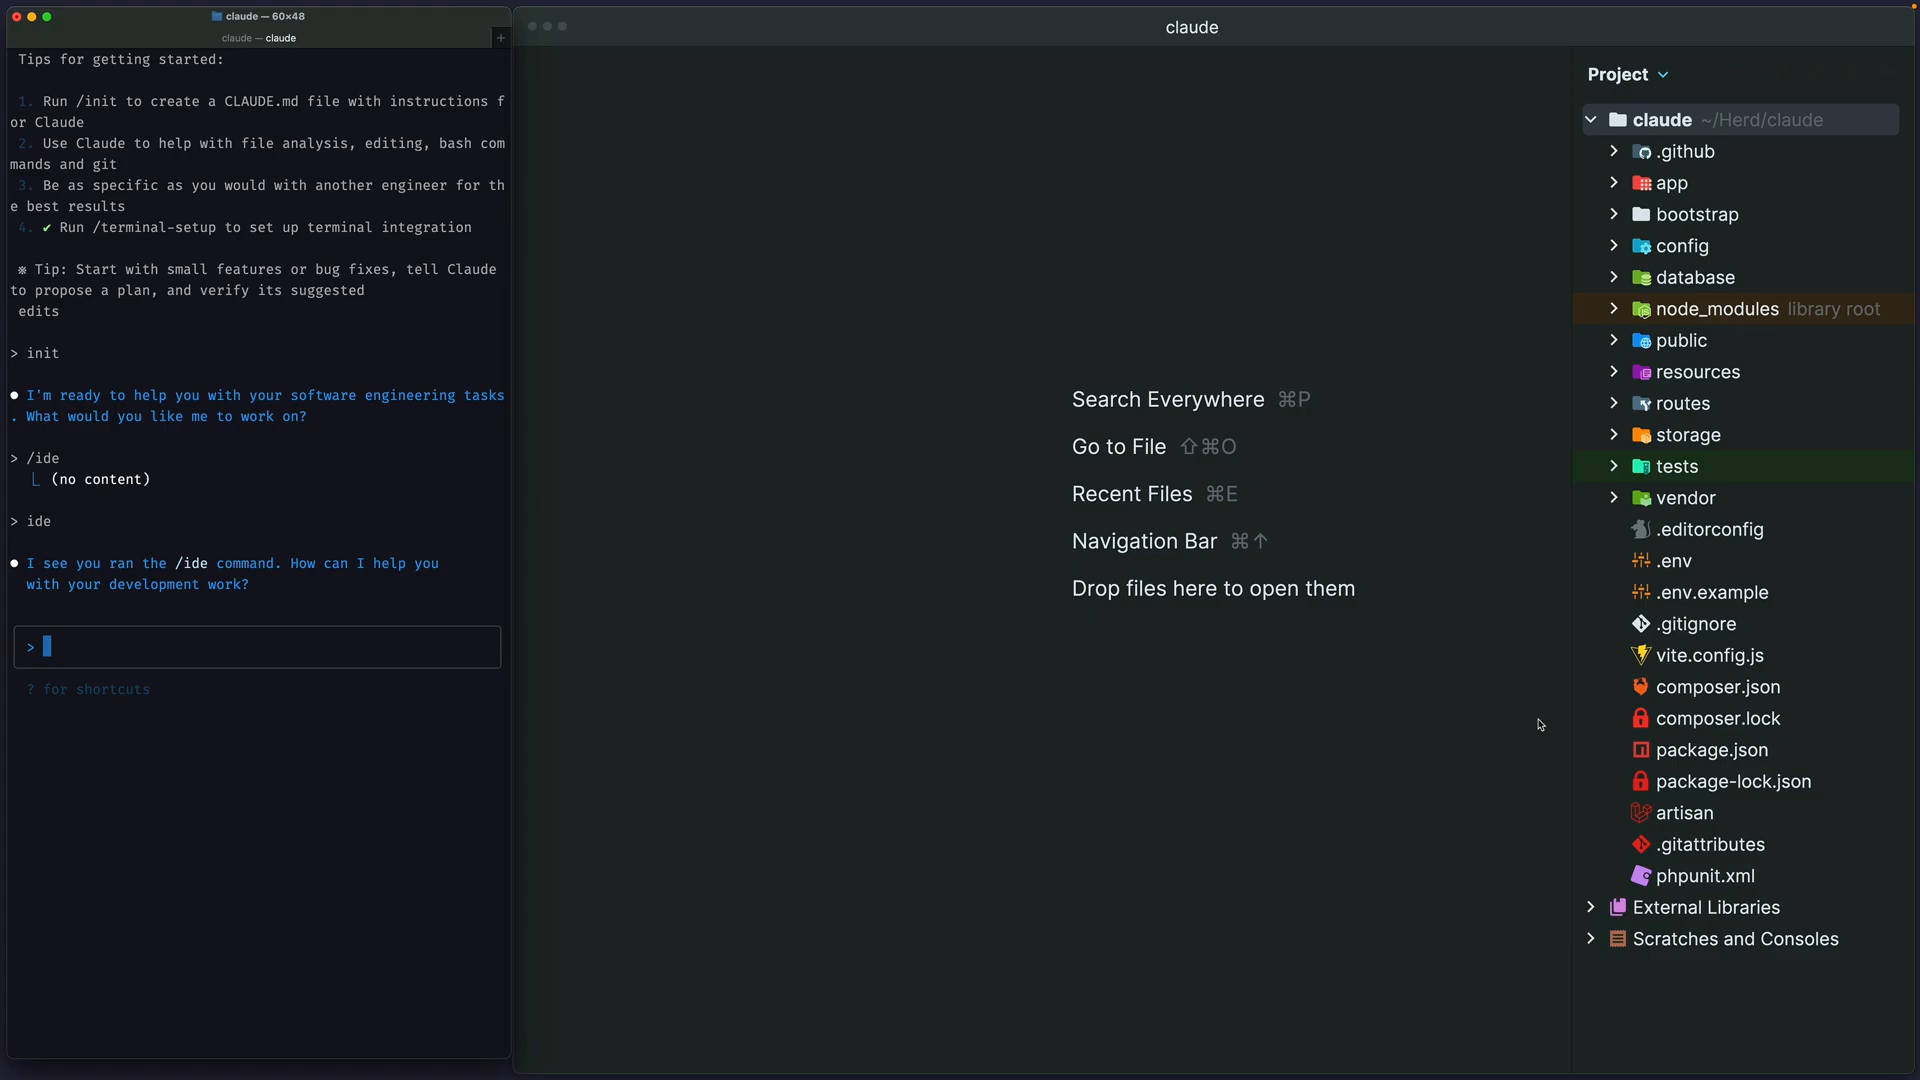 claude — 60×48
claude — claude
+
Tips for getting started:
1. Run /init to create a CLAUDE.md file with instructions f
or Claude
2. Use Claude to help with file analysis, editing, bash com
mands and git
3. Be as specific as you would with another engineer for th
e best results
4. ✔ Run /terminal-setup to set up terminal integration
※ Tip: Start with small features or bug fixes, tell Claude
to propose a plan, and verify its suggested
edits
> init
● I'm ready to help you with your software engineering tasks
. What would you like me to work on?
> /ide
⎿ (no content)
> ide
● I see you ran the /ide command. How can I help you
with your development work?
>
? for shortcuts
claude
Search Everywhere ⌘P
Go to File ⇧⌘O
Recent Files ⌘E
Navigation Bar ⌘↑
Drop files here to open them
Project
claude ~/Herd/claude
.github
app
bootstrap
config
database
node_modules library root
public
resources
routes
storage
tests
vendor
.editorconfig
.env
.env.example
.gitignore
vite.config.js
composer.json
composer.lock
package.json
package-lock.json
artisan
.gitattributes
phpunit.xml
External Libraries
Scratches and Consoles